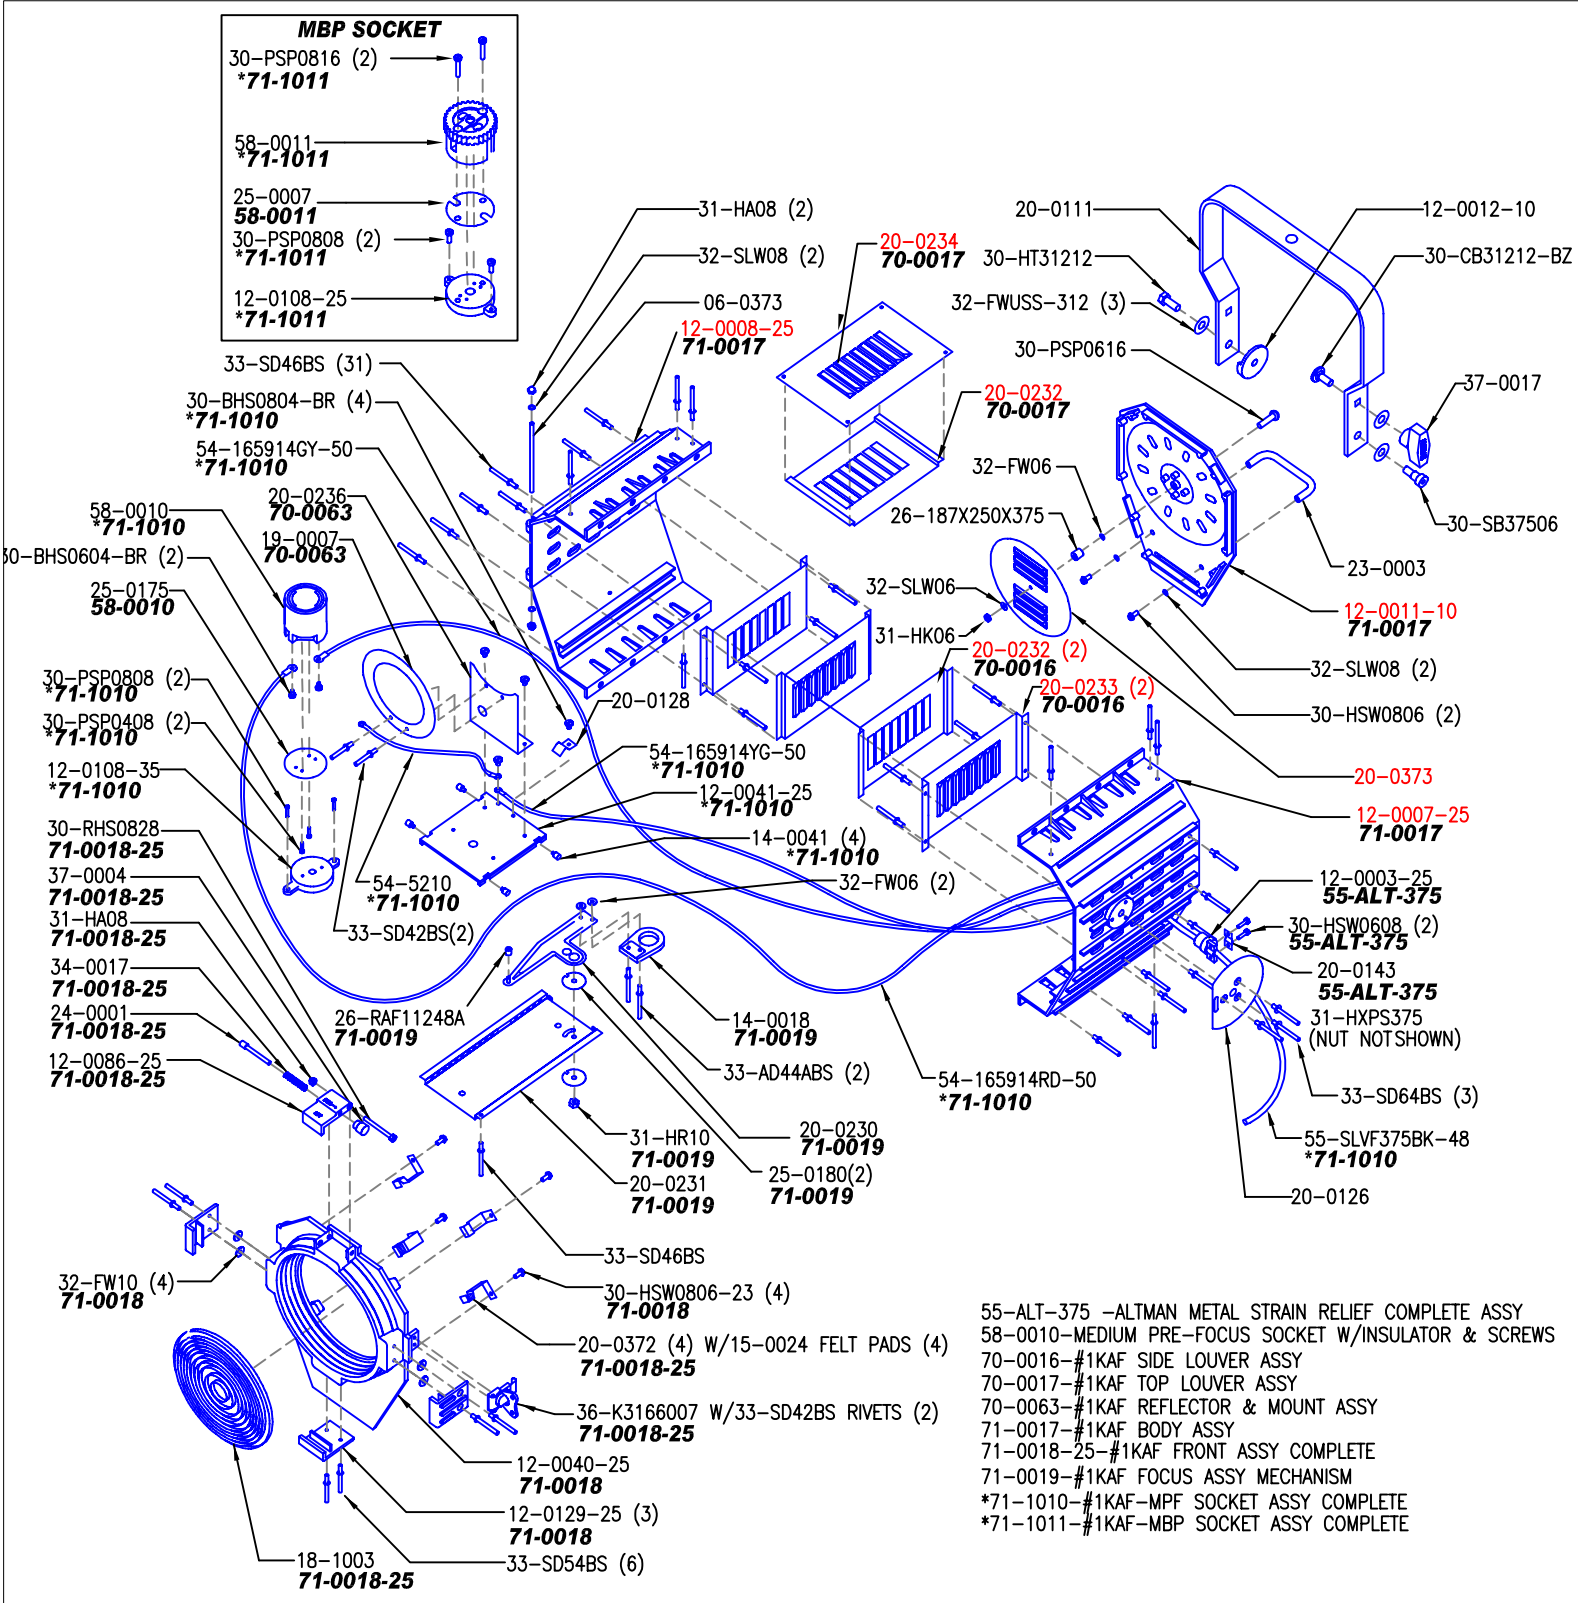 MBP SOCKET
30-PSP0816 (2)
*71-1011
58-0011
*71-1011
25-0007
58-0011
30-PSP0808 (2)
*71-1011
12-0108-25
*71-1011
33-SD46BS (31)
30-BHS0804-BR (4)
*71-1010
54-165914GY-50
*71-1010
20-0236
70-0063
58-0010
*71-1010
19-0007
70-0063
30-BHS0604-BR (2)
25-0175
58-0010
30-PSP0808 (2)
*71-1010
30-PSP0408 (2)
*71-1010
12-0108-35
*71-1010
30-RHS0828
71-0018-25
37-0004
71-0018-25
31-HA08
71-0018-25
34-0017
71-0018-25
24-0001
71-0018-25
12-0086-25
71-0018-25
31-HA08 (2)
32-SLW08 (2)
06-0373
12-0008-25
71-0017
20-0234
70-0017
20-0232
70-0017
20-0111
12-0012-10
30-HT31212
30-CB31212-BZ
32-FWUSS-312 (3)
30-PSP0616
37-0017
32-FW06
26-187X250X375
30-SB37506
23-0003
32-SLW06
31-HK06
12-0011-10
71-0017
20-0232 (2)
70-0016
20-0233 (2)
70-0016
32-SLW08 (2)
30-HSW0806 (2)
20-0373
12-0007-25
71-0017
20-0128
54-165914YG-50
*71-1010
12-0041-25
*71-1010
14-0041 (4)
*71-1010
54-5210
*71-1010
32-FW06 (2)
33-SD42BS(2)
12-0003-25
55-ALT-375
30-HSW0608 (2)
55-ALT-375
20-0143
55-ALT-375
31-HXPS375
(NUT NOTSHOWN)
26-RAF11248A
71-0019
14-0018
71-0019
33-AD44ABS (2)
54-165914RD-50
*71-1010
33-SD64BS (3)
55-SLVF375BK-48
*71-1010
20-0126
31-HR10
71-0019
20-0230
71-0019
20-0231
71-0019
25-0180(2)
71-0019
33-SD46BS
32-FW10 (4)
71-0018
30-HSW0806-23 (4)
71-0018
20-0372 (4) W/15-0024 FELT PADS (4)
71-0018-25
36-K3166007 W/33-SD42BS RIVETS (2)
71-0018-25
12-0040-25
71-0018
12-0129-25 (3)
71-0018
33-SD54BS (6)
18-1003
71-0018-25
55-ALT-375 -ALTMAN METAL STRAIN RELIEF COMPLETE ASSY
58-0010-MEDIUM PRE-FOCUS SOCKET W/INSULATOR & SCREWS
70-0016-#1KAF SIDE LOUVER ASSY
70-0017-#1KAF TOP LOUVER ASSY
70-0063-#1KAF REFLECTOR & MOUNT ASSY
71-0017-#1KAF BODY ASSY
71-0018-25-#1KAF FRONT ASSY COMPLETE
71-0019-#1KAF FOCUS ASSY MECHANISM
*71-1010-#1KAF-MPF SOCKET ASSY COMPLETE
*71-1011-#1KAF-MBP SOCKET ASSY COMPLETE